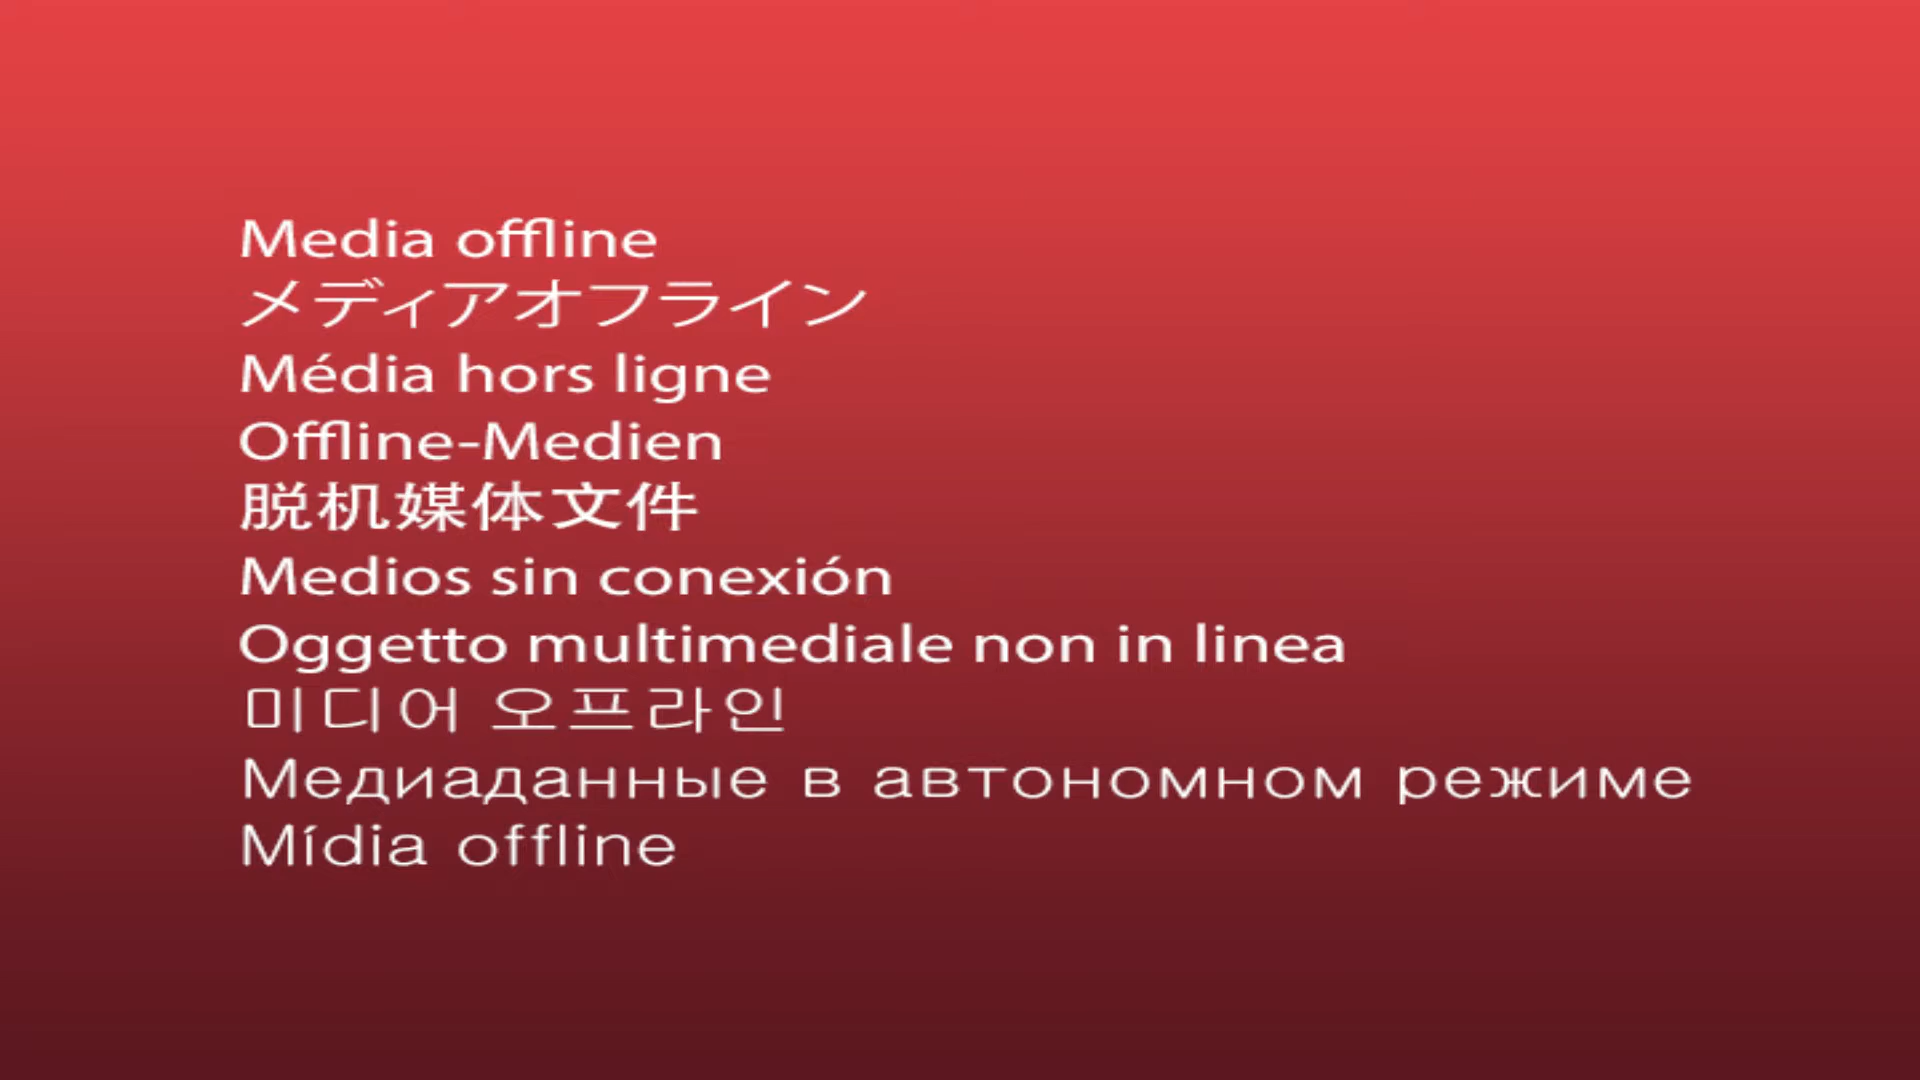 Media offline
メディアオフライン
Média hors ligne
Offline-Medien
脱机媒体文件
Medios sin conexión
Oggetto multimediale non in linea
미디어 오프라인
Медиаданные в автономном режиме
Mídia offline